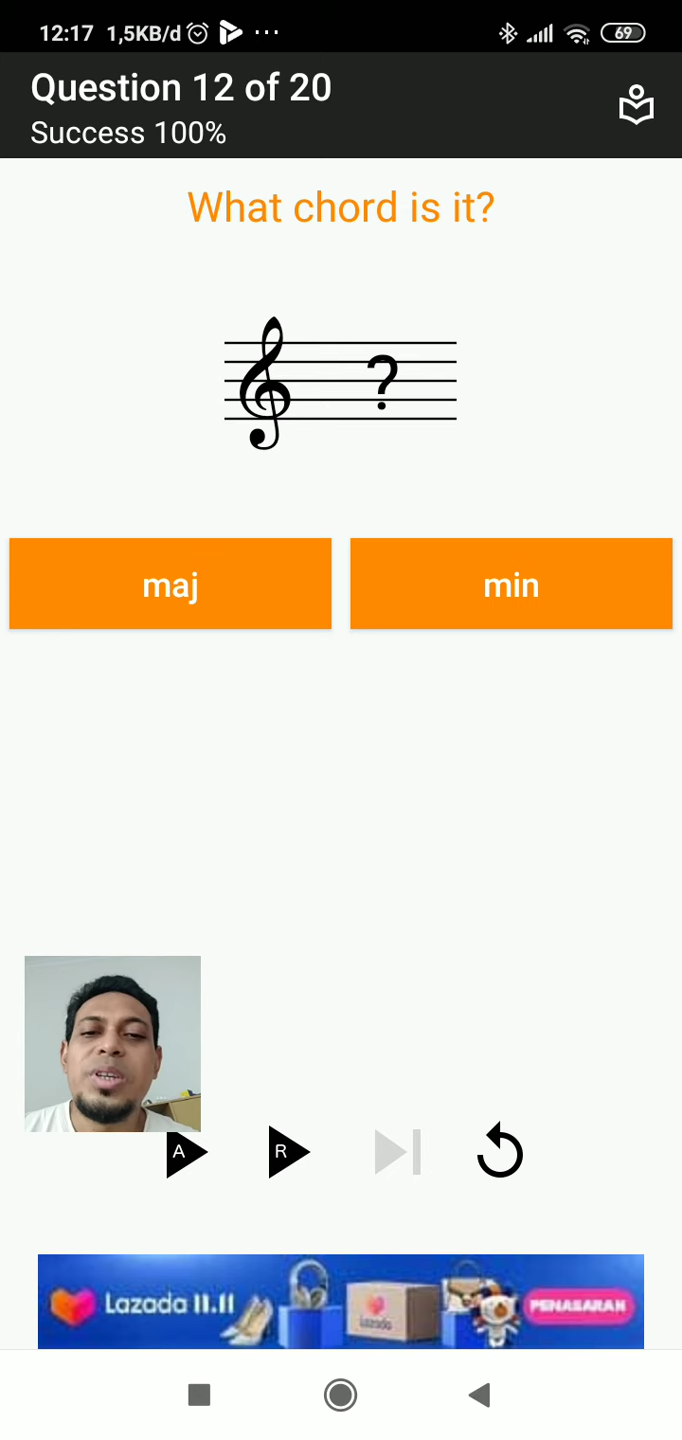 12:17 1,5KB/d ... 69
Question 12 of 20
Success 100%
What chord is it?
?
maj min
A R
Lazada 11.11 PENASARAN
Lazada